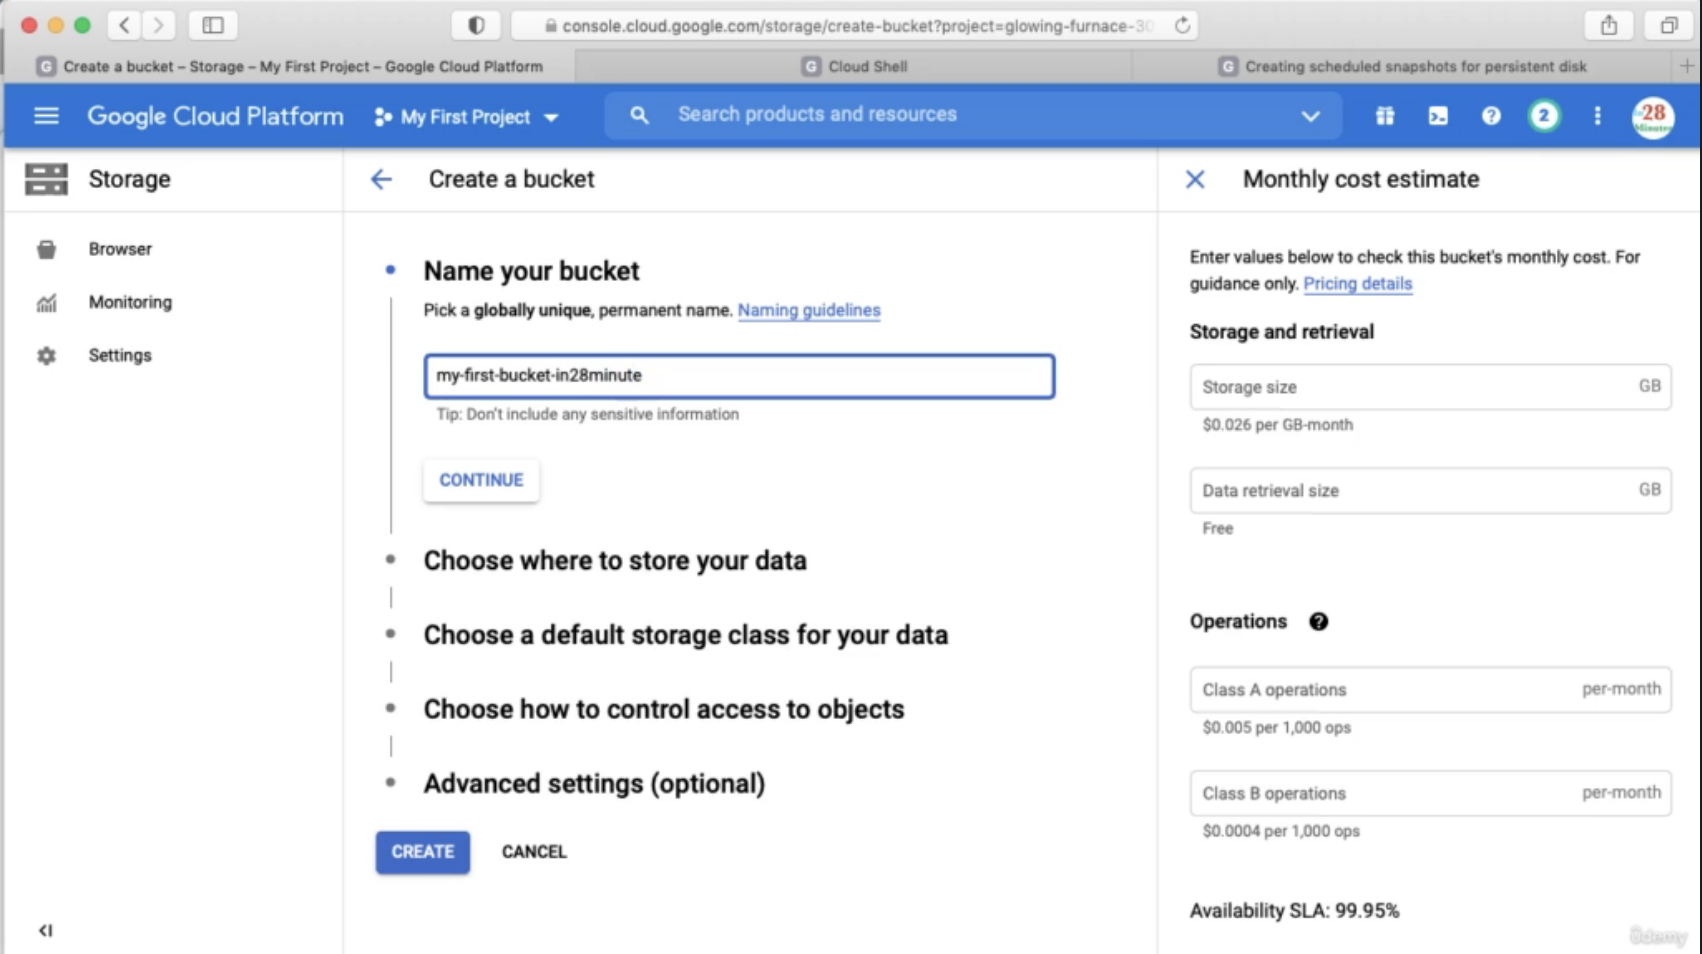 console.cloud.google.com/storage/create-bucket?project=glowing-furnace-30
Create a bucket – Storage – My First Project – Google Cloud Platform
Cloud Shell
Creating scheduled snapshots for persistent disk
Google Cloud Platform
My First Project
Search products and resources
2
28
Minutes
Storage
Create a bucket
Monthly cost estimate
Browser
Monitoring
Settings
Name your bucket
Pick a globally unique, permanent name. Naming guidelines
my-first-bucket-in28minute
Tip: Don't include any sensitive information
CONTINUE
Choose where to store your data
Choose a default storage class for your data
Choose how to control access to objects
Advanced settings (optional)
CREATE CANCEL
Enter values below to check this bucket's monthly cost. For
guidance only. Pricing details
Storage and retrieval
Storage size GB
$0.026 per GB-month
Data retrieval size GB
Free
Operations
Class A operations per-month
$0.005 per 1,000 ops
Class B operations per-month
$0.0004 per 1,000 ops
Availability SLA: 99.95%
ûdemy